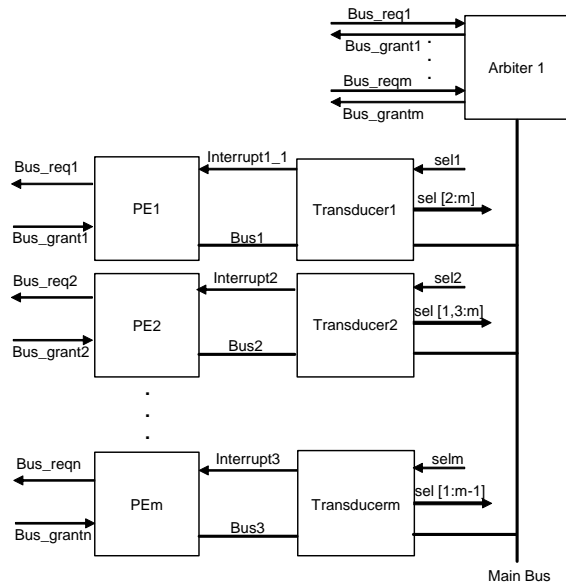 Bus_req1
Bus_grant1
Arbiter 1
Bus_reqm
Bus_grantm
Bus_req1
Interrupt1_1
sel1
PE1
Transducer1
sel [2:m]
Bus_grant1
Bus1
Bus_req2
Interrupt2
sel2
PE2
Transducer2
sel [1,3:m]
Bus_grant2
Bus2
Bus_reqn
Interrupt3
selm
PEm
Transducerm
sel [1:m-1]
Bus_grantn
Bus3
Main Bus